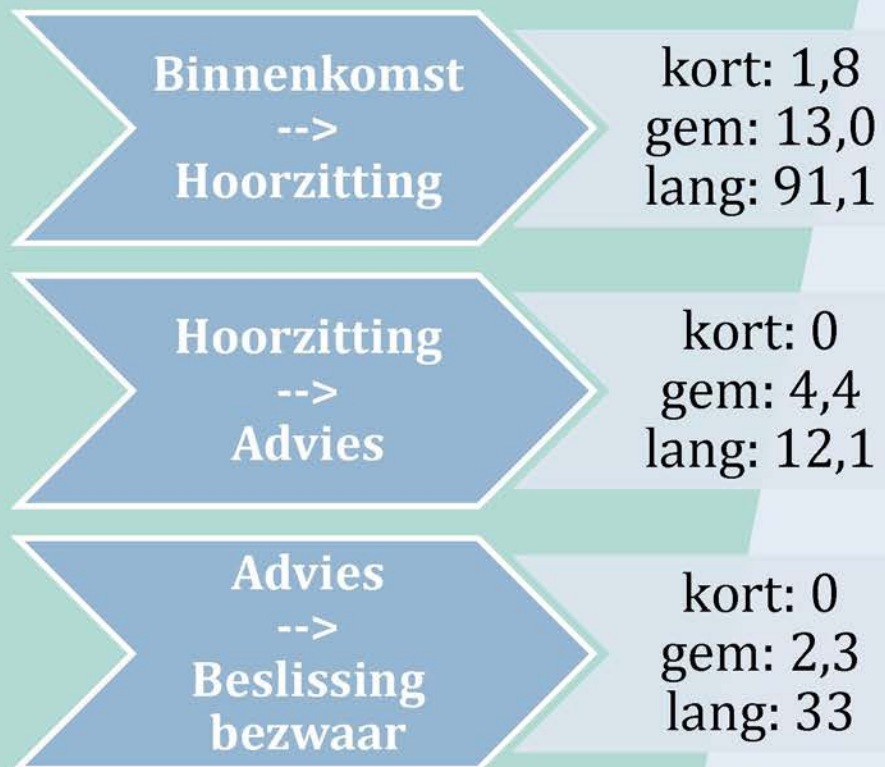 Binnenkomst
-->
Hoorzitting
kort: 1,8
gem: 13,0
lang: 91,1
Hoorzitting
-->
Advies
kort: 0
gem: 4,4
lang: 12,1
Advies
-->
Beslissing
bezwaar
kort: 0
gem: 2,3
lang: 33